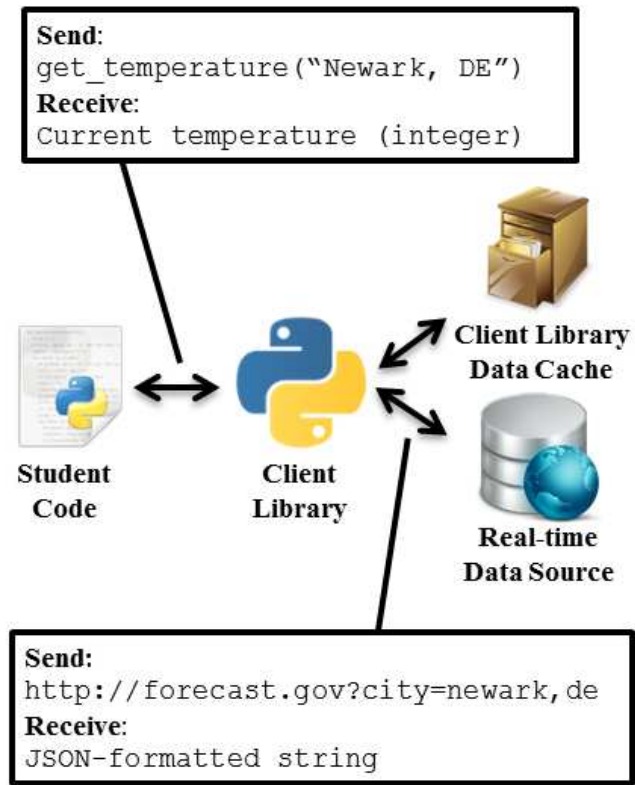 Send:
get_temperature(“Newark, DE”)
Receive:
Current temperature (integer)
Client Library
Data Cache
Student
Code
Client
Library
Real-time
Data Source
Send:
http://forecast.gov?city=newark,de
Receive:
JSON-formatted string